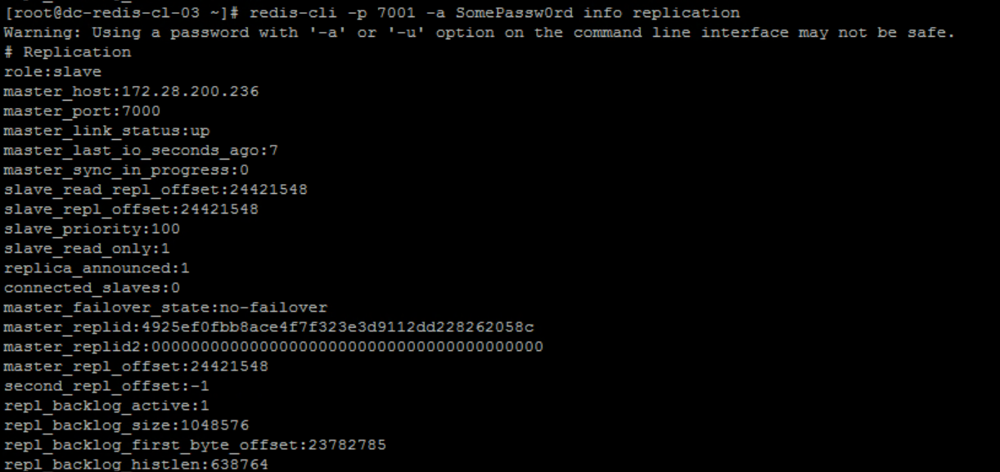 [root@dc-redis-cl-03 ~]# redis-cli -p 7001 -a SomePassw0rd info replication
Warning: Using a password with '-a' or '-u' option on the command line interface may not be safe.
# Replication
role:slave
master_host:172.28.200.236
master_port:7000
master_link_status:up
master_last_io_seconds_ago:7
master_sync_in_progress:0
slave_read_repl_offset:24421548
slave_repl_offset:24421548
slave_priority:100
slave_read_only:1
replica_announced:1
connected_slaves:0
master_failover_state:no-failover
master_replid:4925ef0fbb8ace4f7f323e3d9112dd228262058c
master_replid2:0000000000000000000000000000000000000000
master_repl_offset:24421548
second_repl_offset:-1
repl_backlog_active:1
repl_backlog_size:1048576
repl_backlog_first_byte_offset:23782785
repl_backlog_histlen:638764